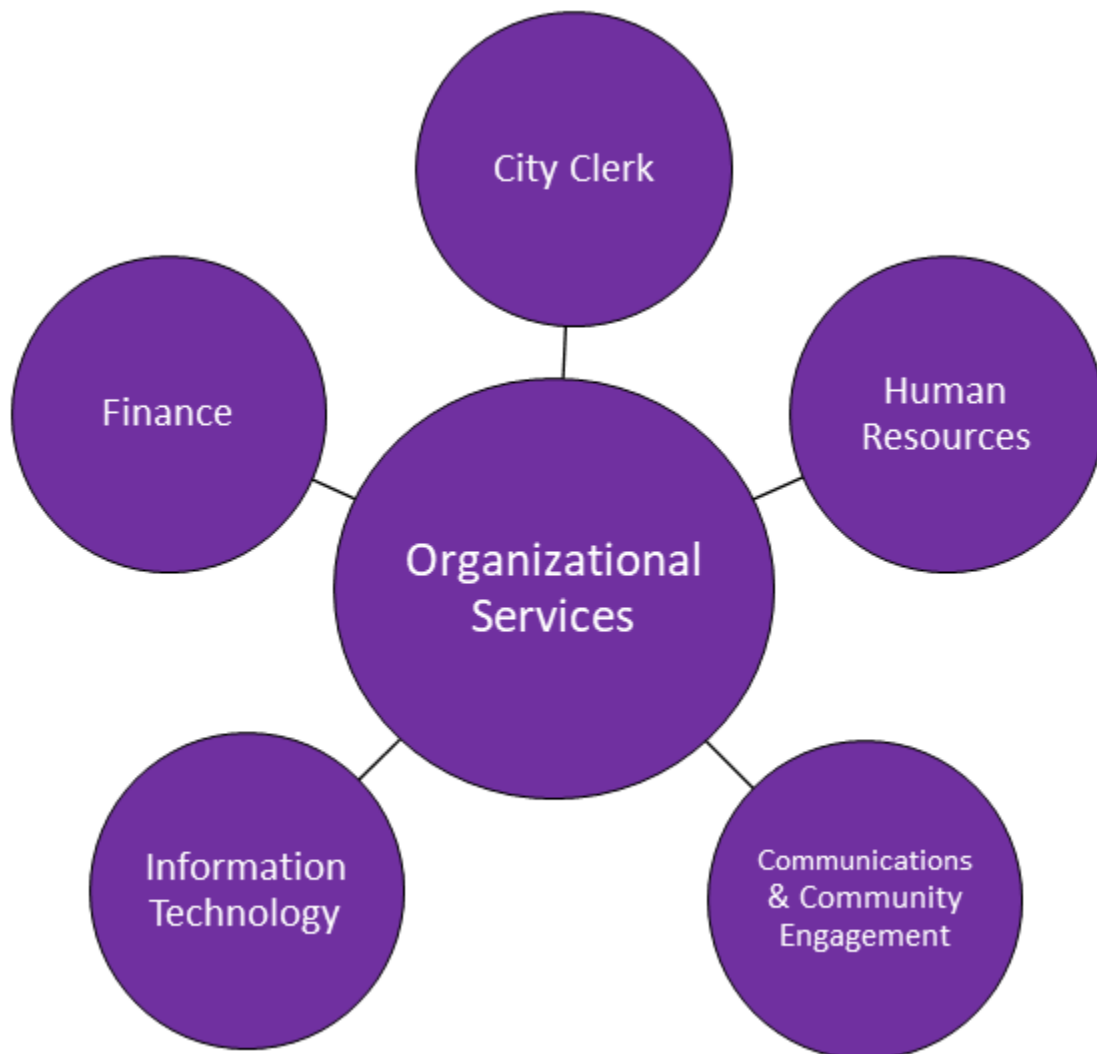 City Clerk
Finance
Human
Resources
Organizational
Services
Information
Technology
Communications
& Community
Engagement